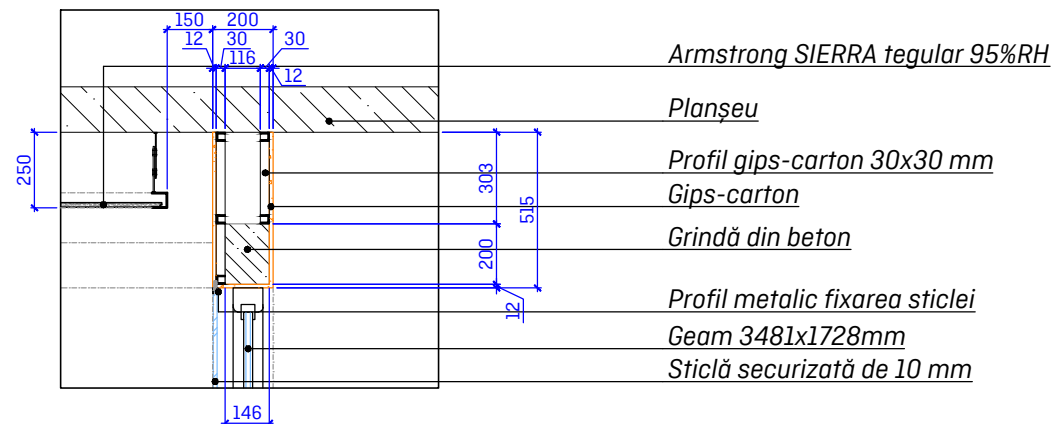 150 200
12 30 30
116
12
Armstrong SIERRA tegular 95%RH
Planșeu
250
303
515
Profil gips-carton 30x30 mm
Gips-carton
Grindă din beton
200
12
Profil metalic fixarea sticlei
Geam 3481x1728mm
Sticlă securizată de 10 mm
146